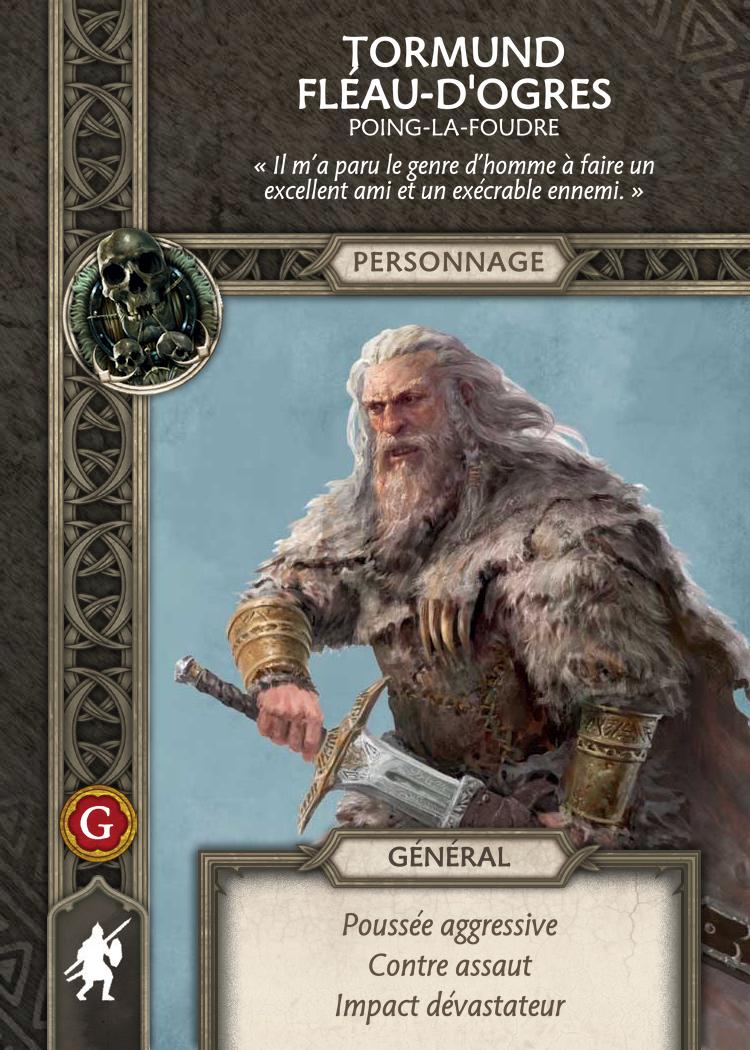 TORMUND
FLÉAU-D'OGRES
POING-LA-FOUDRE
« Il m'a paru le genre d'homme à faire un
excellent ami et un exécrable ennemi. »
PERSONNAGE
G
GÉNÉRAL
Poussée aggressive
Contre assaut
Impact dévastateur